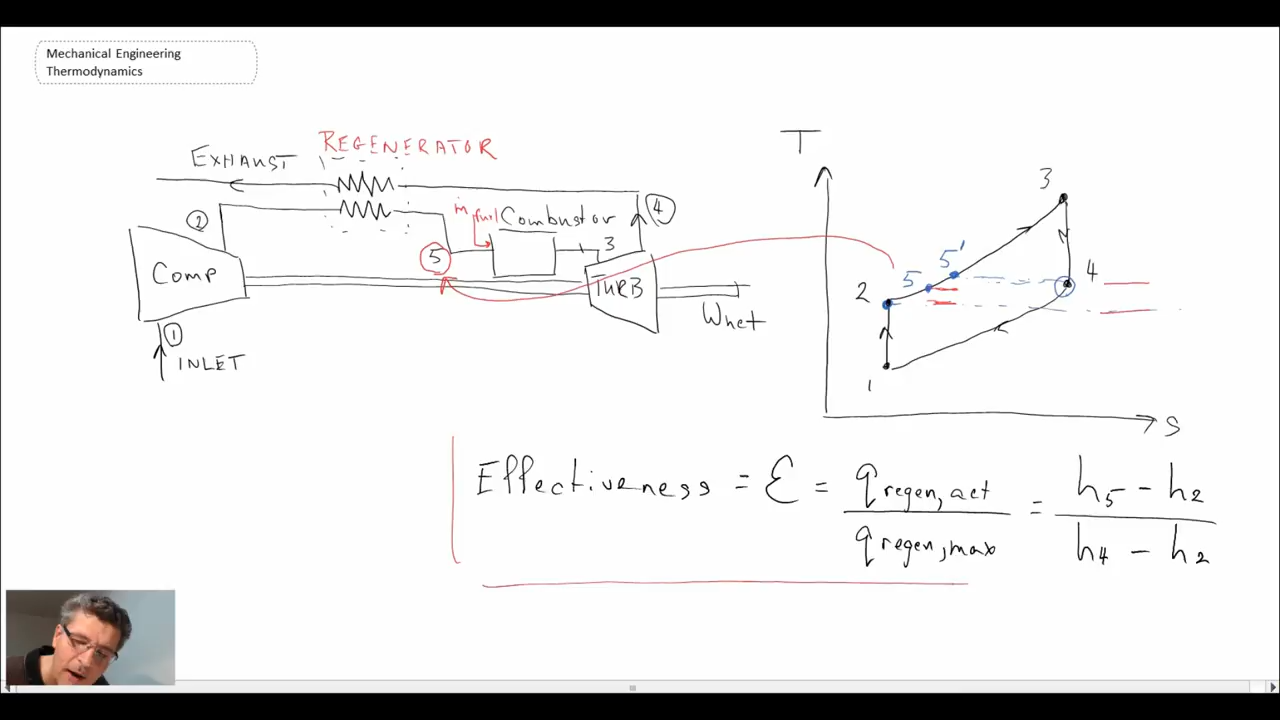 Mechanical Engineering
Thermodynamics
REGENERATOR
EXHAUST
2
4
in fuel
Combustor
5
3
Comp
TURB
Wnet
1
INLET
T
3
5'
5
4
2
1
s
Effectiveness = ε = qregen,act / qregen,max = h5 - h2 / h4 - h2